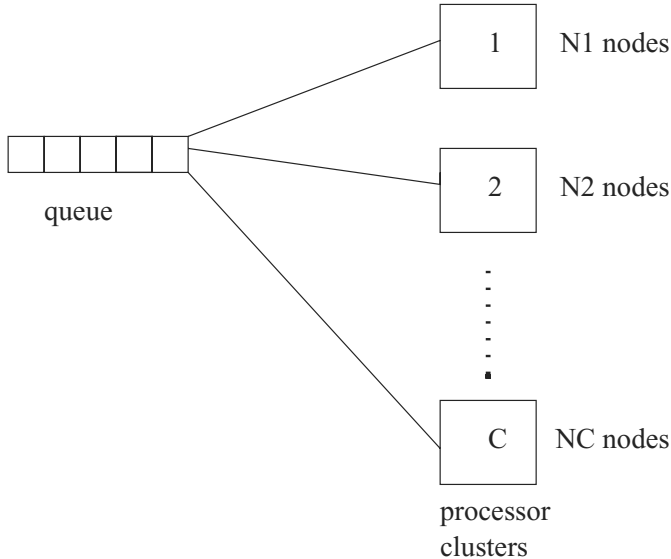 1
N1 nodes
queue
2
N2 nodes
C
NC nodes
processor
clusters